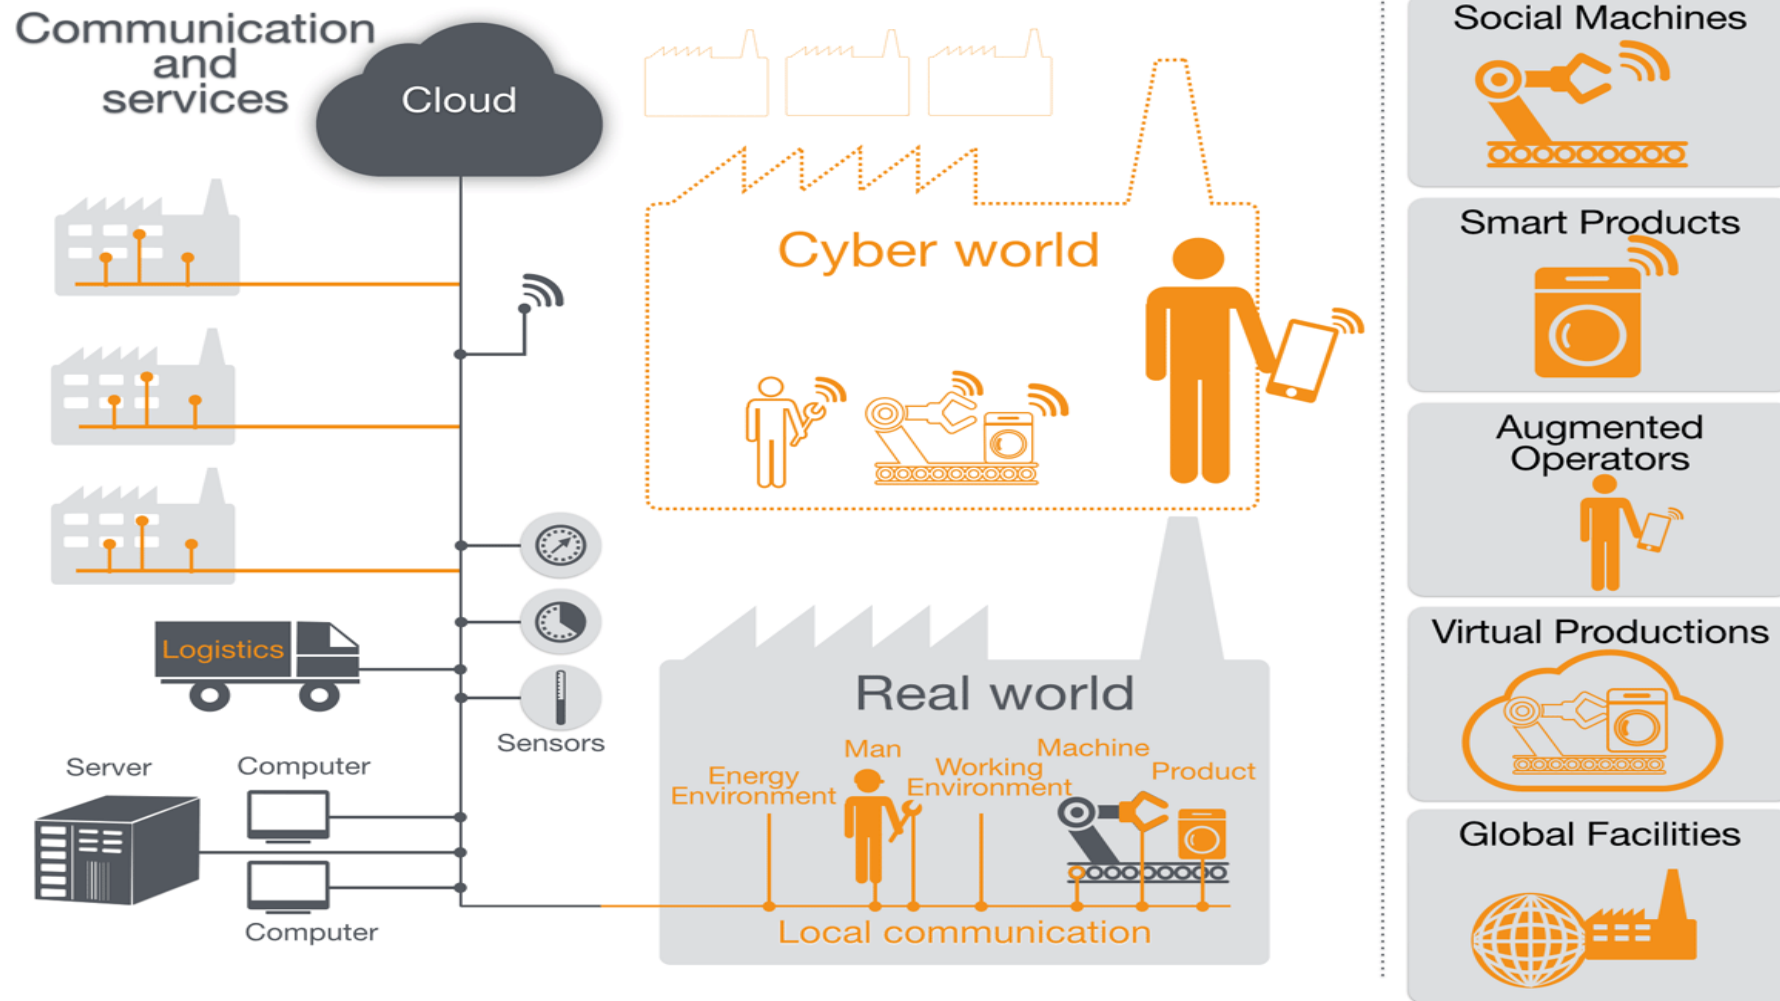 Communication
and
services
Cloud
Logistics
Sensors
Server
Computer
Computer
Cyber world
Real world
Man
Machine
Energy
Environment
Working
Environment
Product
Local communication
Social Machines
Smart Products
Augmented
Operators
Virtual Productions
Global Facilities